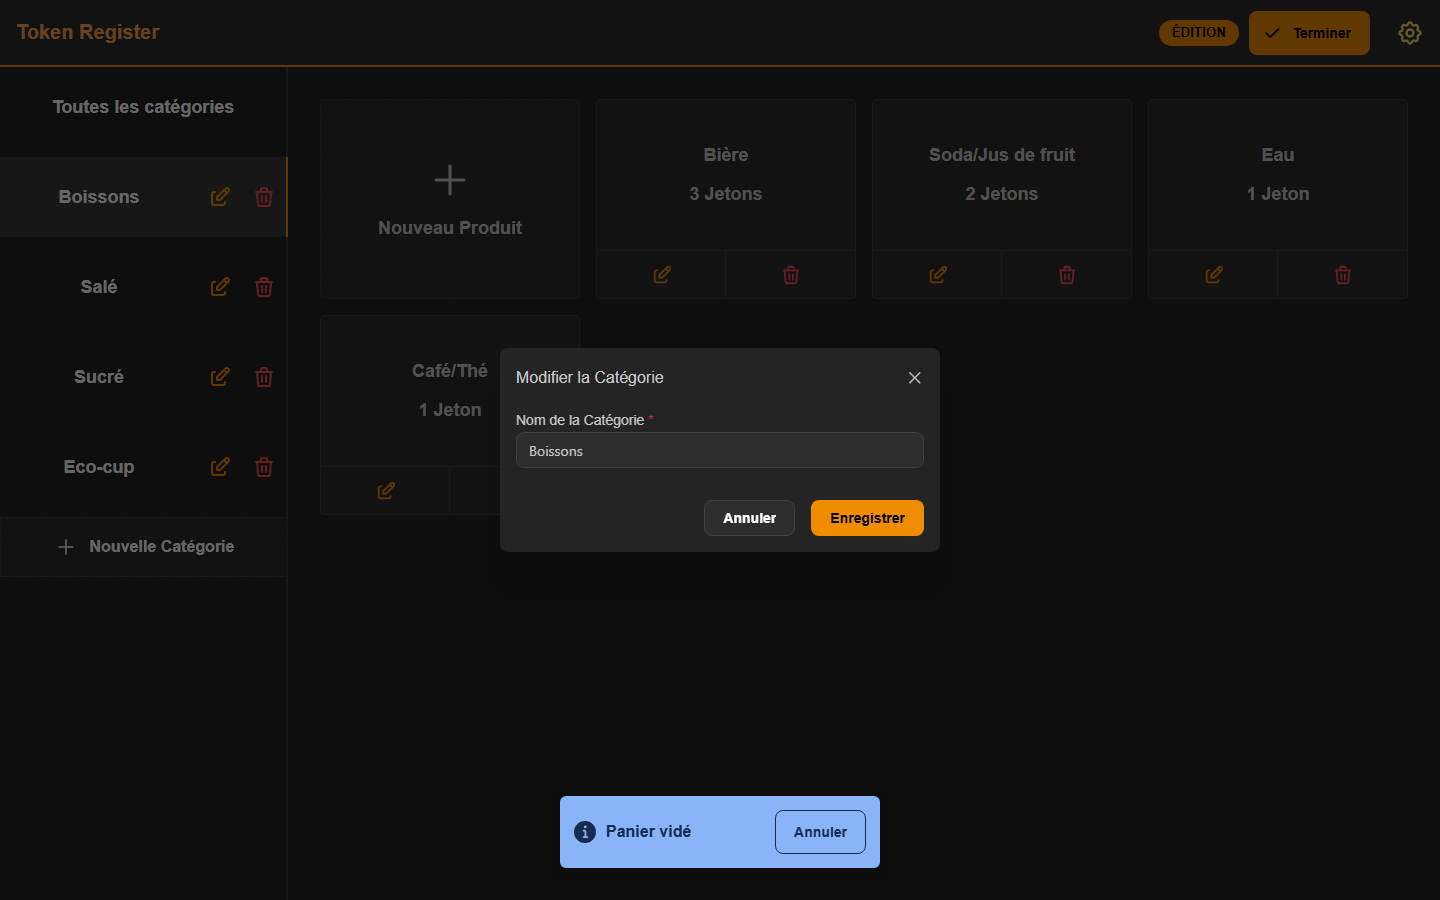 Token Register
ÉDITION
Terminer
Toutes les catégories
Boissons
Salé
Sucré
Eco-cup
Nouvelle Catégorie
Nouveau Produit
Bière
3 Jetons
Soda/Jus de fruit
2 Jetons
Eau
1 Jeton
Café/Thé
1 Jeton
Modifier la Catégorie
Nom de la Catégorie *
Boissons
Annuler
Enregistrer
Panier vidé
Annuler